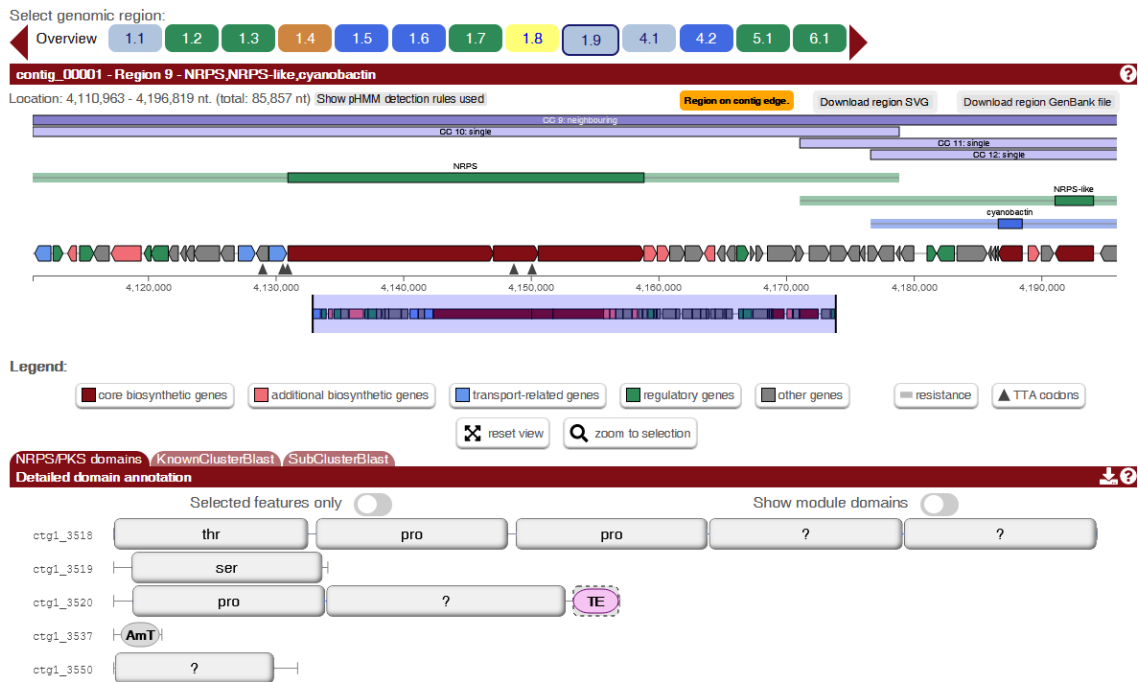 Select genomic region:
Overview 1.1 1.2 1.3 1.4 1.5 1.6 1.7 1.8 1.9 4.1 4.2 5.1 6.1
contig_00001 - Region 9 - NRPS,NRPS-like,cyanobactin ?
Location: 4,110,963 - 4,196,819 nt. (total: 85,857 nt) Show pHMM detection rules used Region on contig edge. Download region SVG Download region GenBank file
CC 9: neighbouring
CC 10: single
CC 11: single
CC 12: single
NRPS
NRPS-like
cyanobactin
4,120,000 4,130,000 4,140,000 4,150,000 4,160,000 4,170,000 4,180,000 4,190,000
Legend:
core biosynthetic genes additional biosynthetic genes transport-related genes regulatory genes other genes resistance TTA codons
reset view zoom to selection
NRPS/PKS domains KnownClusterBlast SubClusterBlast
Detailed domain annotation ?
Selected features only Show module domains
ctg1_3518 thr pro pro ? ?
ctg1_3519 ser
ctg1_3520 pro ? TE
ctg1_3537 AmT
ctg1_3550 ?